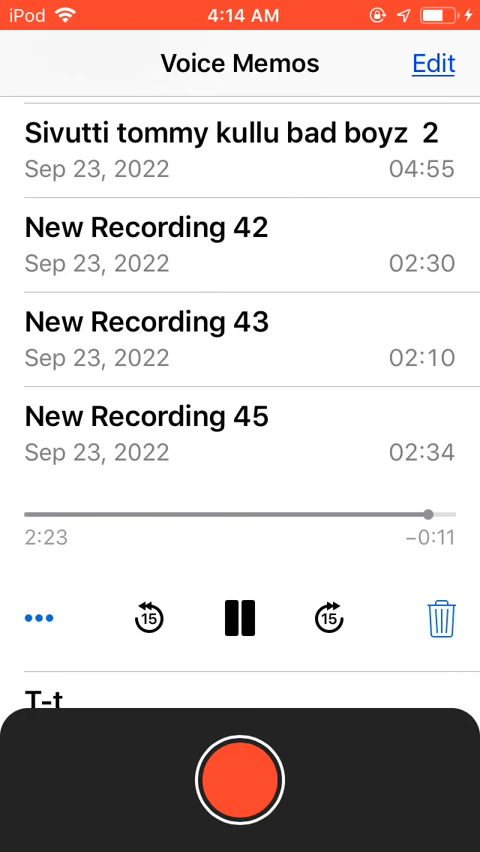 iPod 4:14 AM
Voice Memos Edit
Sivutti tommy kullu bad boyz 2
Sep 23, 2022 04:55
New Recording 42
Sep 23, 2022 02:30
New Recording 43
Sep 23, 2022 02:10
New Recording 45
Sep 23, 2022 02:34
2:23 −0:11
••• 15 15
T-t